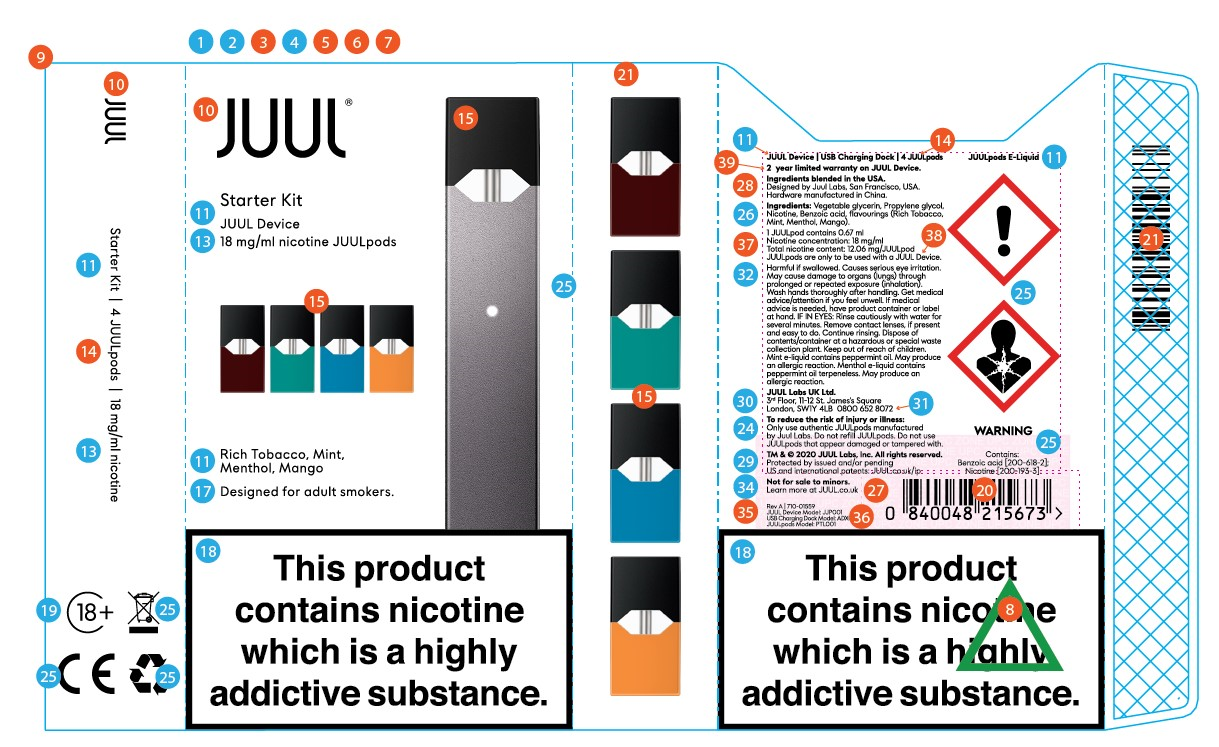 1 2 3 4 5 6 7
9
10
JUUL
11
Starter Kit | 4 JUULpods | 18 mg/ml nicotine
14
13
19 18+ 25
25 CE 25
10 JUUL®
15
Starter Kit
11 JUUL Device
13 18 mg/ml nicotine JUULpods
15
25
11 Rich Tobacco, Mint,
Menthol, Mango
17 Designed for adult smokers.
18
This product
contains nicotine
which is a highly
addictive substance.
21
15
11 14
JUUL Device | USB Charging Dock | 4 JUULpods
39 2 year limited warranty on JUUL Device.
28 Ingredients blended in the USA.
Designed by Juul Labs, San Francisco, USA.
Hardware manufactured in China.
26 Ingredients: Vegetable glycerin, Propylene glycol,
Nicotine, Benzoic acid, flavourings (Rich Tobacco,
Mint, Menthol, Mango).
37 1 JUULpod contains 0.67 ml
Nicotine concentration: 18 mg/ml 38
Total nicotine content: 12.06 mg/JUULpod
JUULpods are only to be used with a JUUL Device.
32 Harmful if swallowed. Causes serious eye irritation.
May cause damage to organs (lungs) through
prolonged or repeated exposure (inhalation).
Wash hands thoroughly after handling. Get medical
advice/attention if you feel unwell. If medical
advice is needed, have product container or label
at hand. IF IN EYES: Rinse cautiously with water for
several minutes. Remove contact lenses, if present
and easy to do. Continue rinsing. Dispose of
contents/container at a hazardous or special waste
collection plant. Keep out of reach of children.
Mint e-liquid contains peppermint oil. May produce
an allergic reaction. Menthol e-liquid contains
peppermint oil terpeneless. May produce an
allergic reaction.
30 JUUL Labs UK Ltd.
3rd Floor, 11-12 St. James's Square
London, SW1Y 4LB 0800 652 8072 31
24 To reduce the risk of injury or illness:
Only use authentic JUULpods manufactured
by Juul Labs. Do not refill JUULpods. Do not use
JUULpods that appear damaged or tampered with.
29 TM & © 2020 JUUL Labs, Inc. All rights reserved.
Protected by issued and/or pending
US and international patents: JUUL.co.uk/ip
34 Not for sale to minors.
Learn more at JUUL.co.uk 27
35 Rev A | 710-01559
JUUL Device Model: JJP001
USB Charging Dock Model: 36
JUULpods Model: PTL001
JUULpods E-Liquid 11
!
25
WARNING
25
Contains:
Benzoic acid [200-618-2];
Nicotine [200-193-3];
20
0 840048 215673 >
18
This product
contains nicotine
8
which is a highly
addictive substance.
21